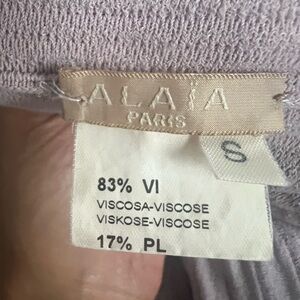 ALAÏA
PARIS
S
83% VI
VISCOSA-VISCOSE
VISKOSE-VISCOSE
17% PL